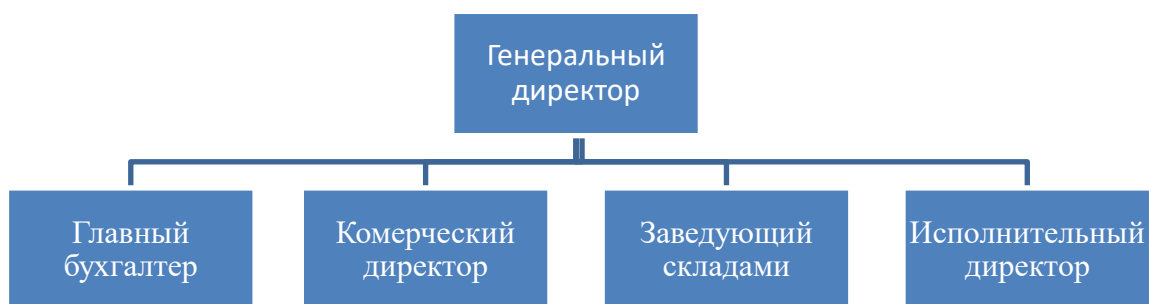 Генеральный
директор
Главный
бухгалтер
Комерческий
директор
Заведующий
складами
Исполнительный
директор